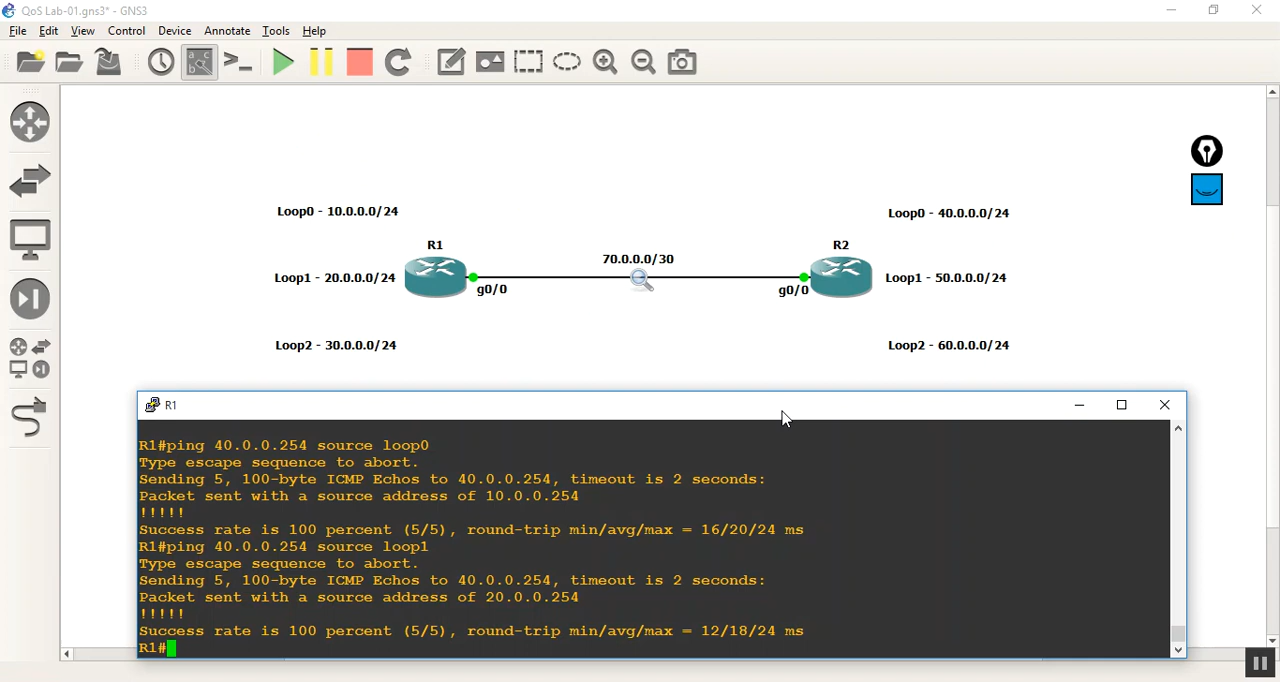 QoS Lab-01.gns3* - GNS3
File Edit View Control Device Annotate Tools Help
Loop0 - 10.0.0.0/24
Loop0 - 40.0.0.0/24
R1
R2
70.0.0.0/30
Loop1 - 20.0.0.0/24
Loop1 - 50.0.0.0/24
g0/0
g0/0
Loop2 - 30.0.0.0/24
Loop2 - 60.0.0.0/24
R1
R1#ping 40.0.0.254 source loop0
Type escape sequence to abort.
Sending 5, 100-byte ICMP Echos to 40.0.0.254, timeout is 2 seconds:
Packet sent with a source address of 10.0.0.254
!!!!!
Success rate is 100 percent (5/5), round-trip min/avg/max = 16/20/24 ms
R1#ping 40.0.0.254 source loop1
Type escape sequence to abort.
Sending 5, 100-byte ICMP Echos to 40.0.0.254, timeout is 2 seconds:
Packet sent with a source address of 20.0.0.254
!!!!!
Success rate is 100 percent (5/5), round-trip min/avg/max = 12/18/24 ms
R1#